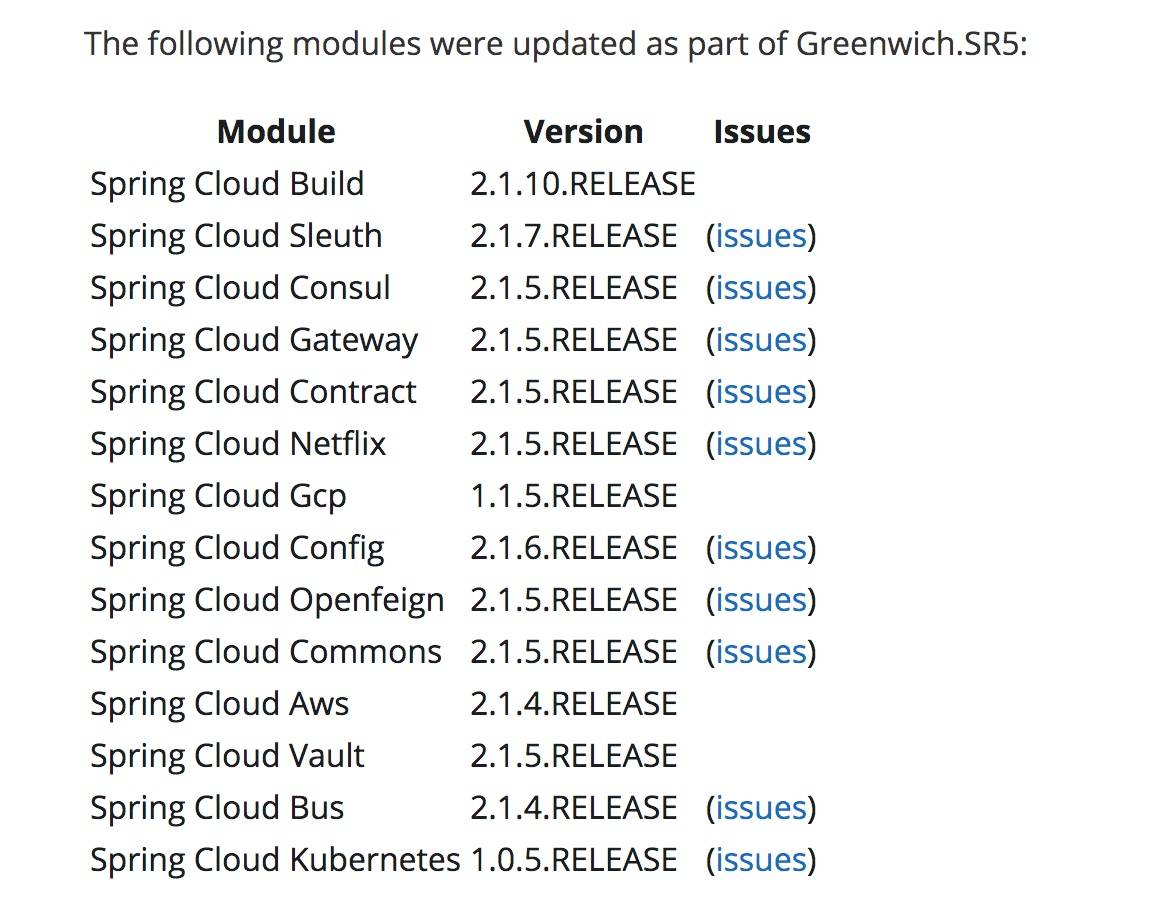 The following modules were updated as part of Greenwich.SR5:
Module Version Issues
Spring Cloud Build 2.1.10.RELEASE
Spring Cloud Sleuth 2.1.7.RELEASE (issues)
Spring Cloud Consul 2.1.5.RELEASE (issues)
Spring Cloud Gateway 2.1.5.RELEASE (issues)
Spring Cloud Contract 2.1.5.RELEASE (issues)
Spring Cloud Netflix 2.1.5.RELEASE (issues)
Spring Cloud Gcp 1.1.5.RELEASE
Spring Cloud Config 2.1.6.RELEASE (issues)
Spring Cloud Openfeign 2.1.5.RELEASE (issues)
Spring Cloud Commons 2.1.5.RELEASE (issues)
Spring Cloud Aws 2.1.4.RELEASE
Spring Cloud Vault 2.1.5.RELEASE
Spring Cloud Bus 2.1.4.RELEASE (issues)
Spring Cloud Kubernetes 1.0.5.RELEASE (issues)